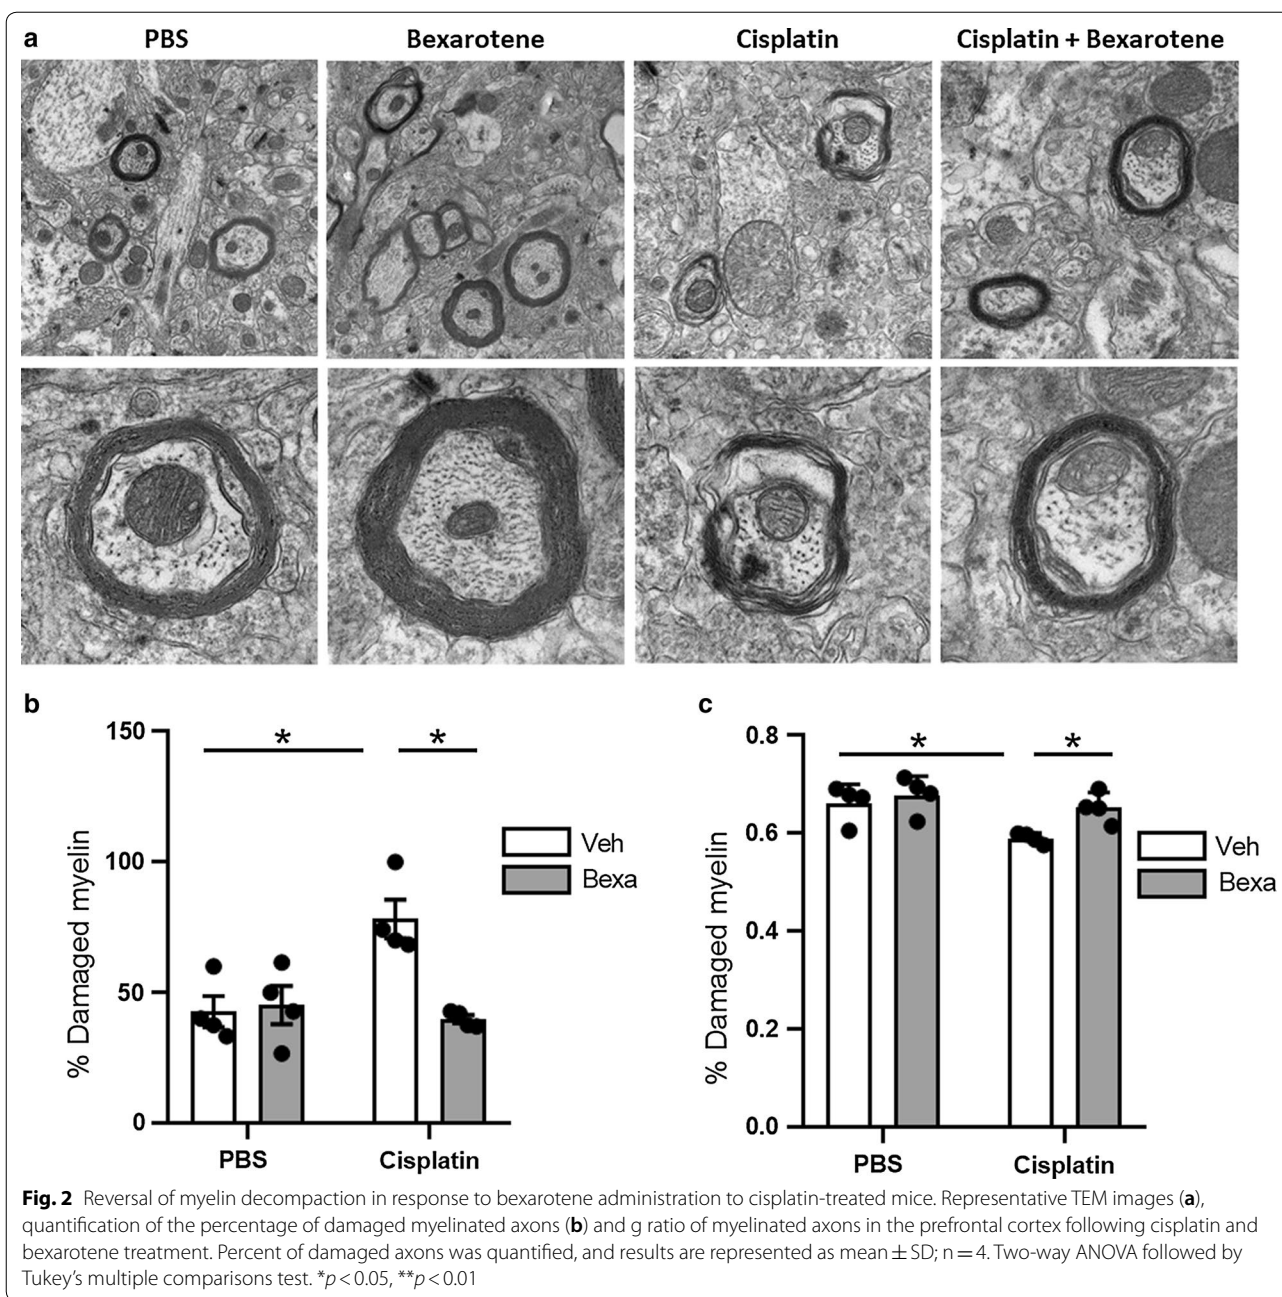 a
PBS
Bexarotene
Cisplatin
Cisplatin + Bexarotene
b
150
100
50
0
% Damaged myelin
*
*
Veh
Bexa
PBS
Cisplatin
c
0.8
0.6
0.4
0.2
0.0
% Damaged myelin
*
*
Veh
Bexa
PBS
Cisplatin
Fig. 2 Reversal of myelin decompaction in response to bexarotene administration to cisplatin-treated mice. Representative TEM images (a),
quantification of the percentage of damaged myelinated axons (b) and g ratio of myelinated axons in the prefrontal cortex following cisplatin and
bexarotene treatment. Percent of damaged axons was quantified, and results are represented as mean ± SD; n = 4. Two-way ANOVA followed by
Tukey's multiple comparisons test. *p < 0.05, **p < 0.01